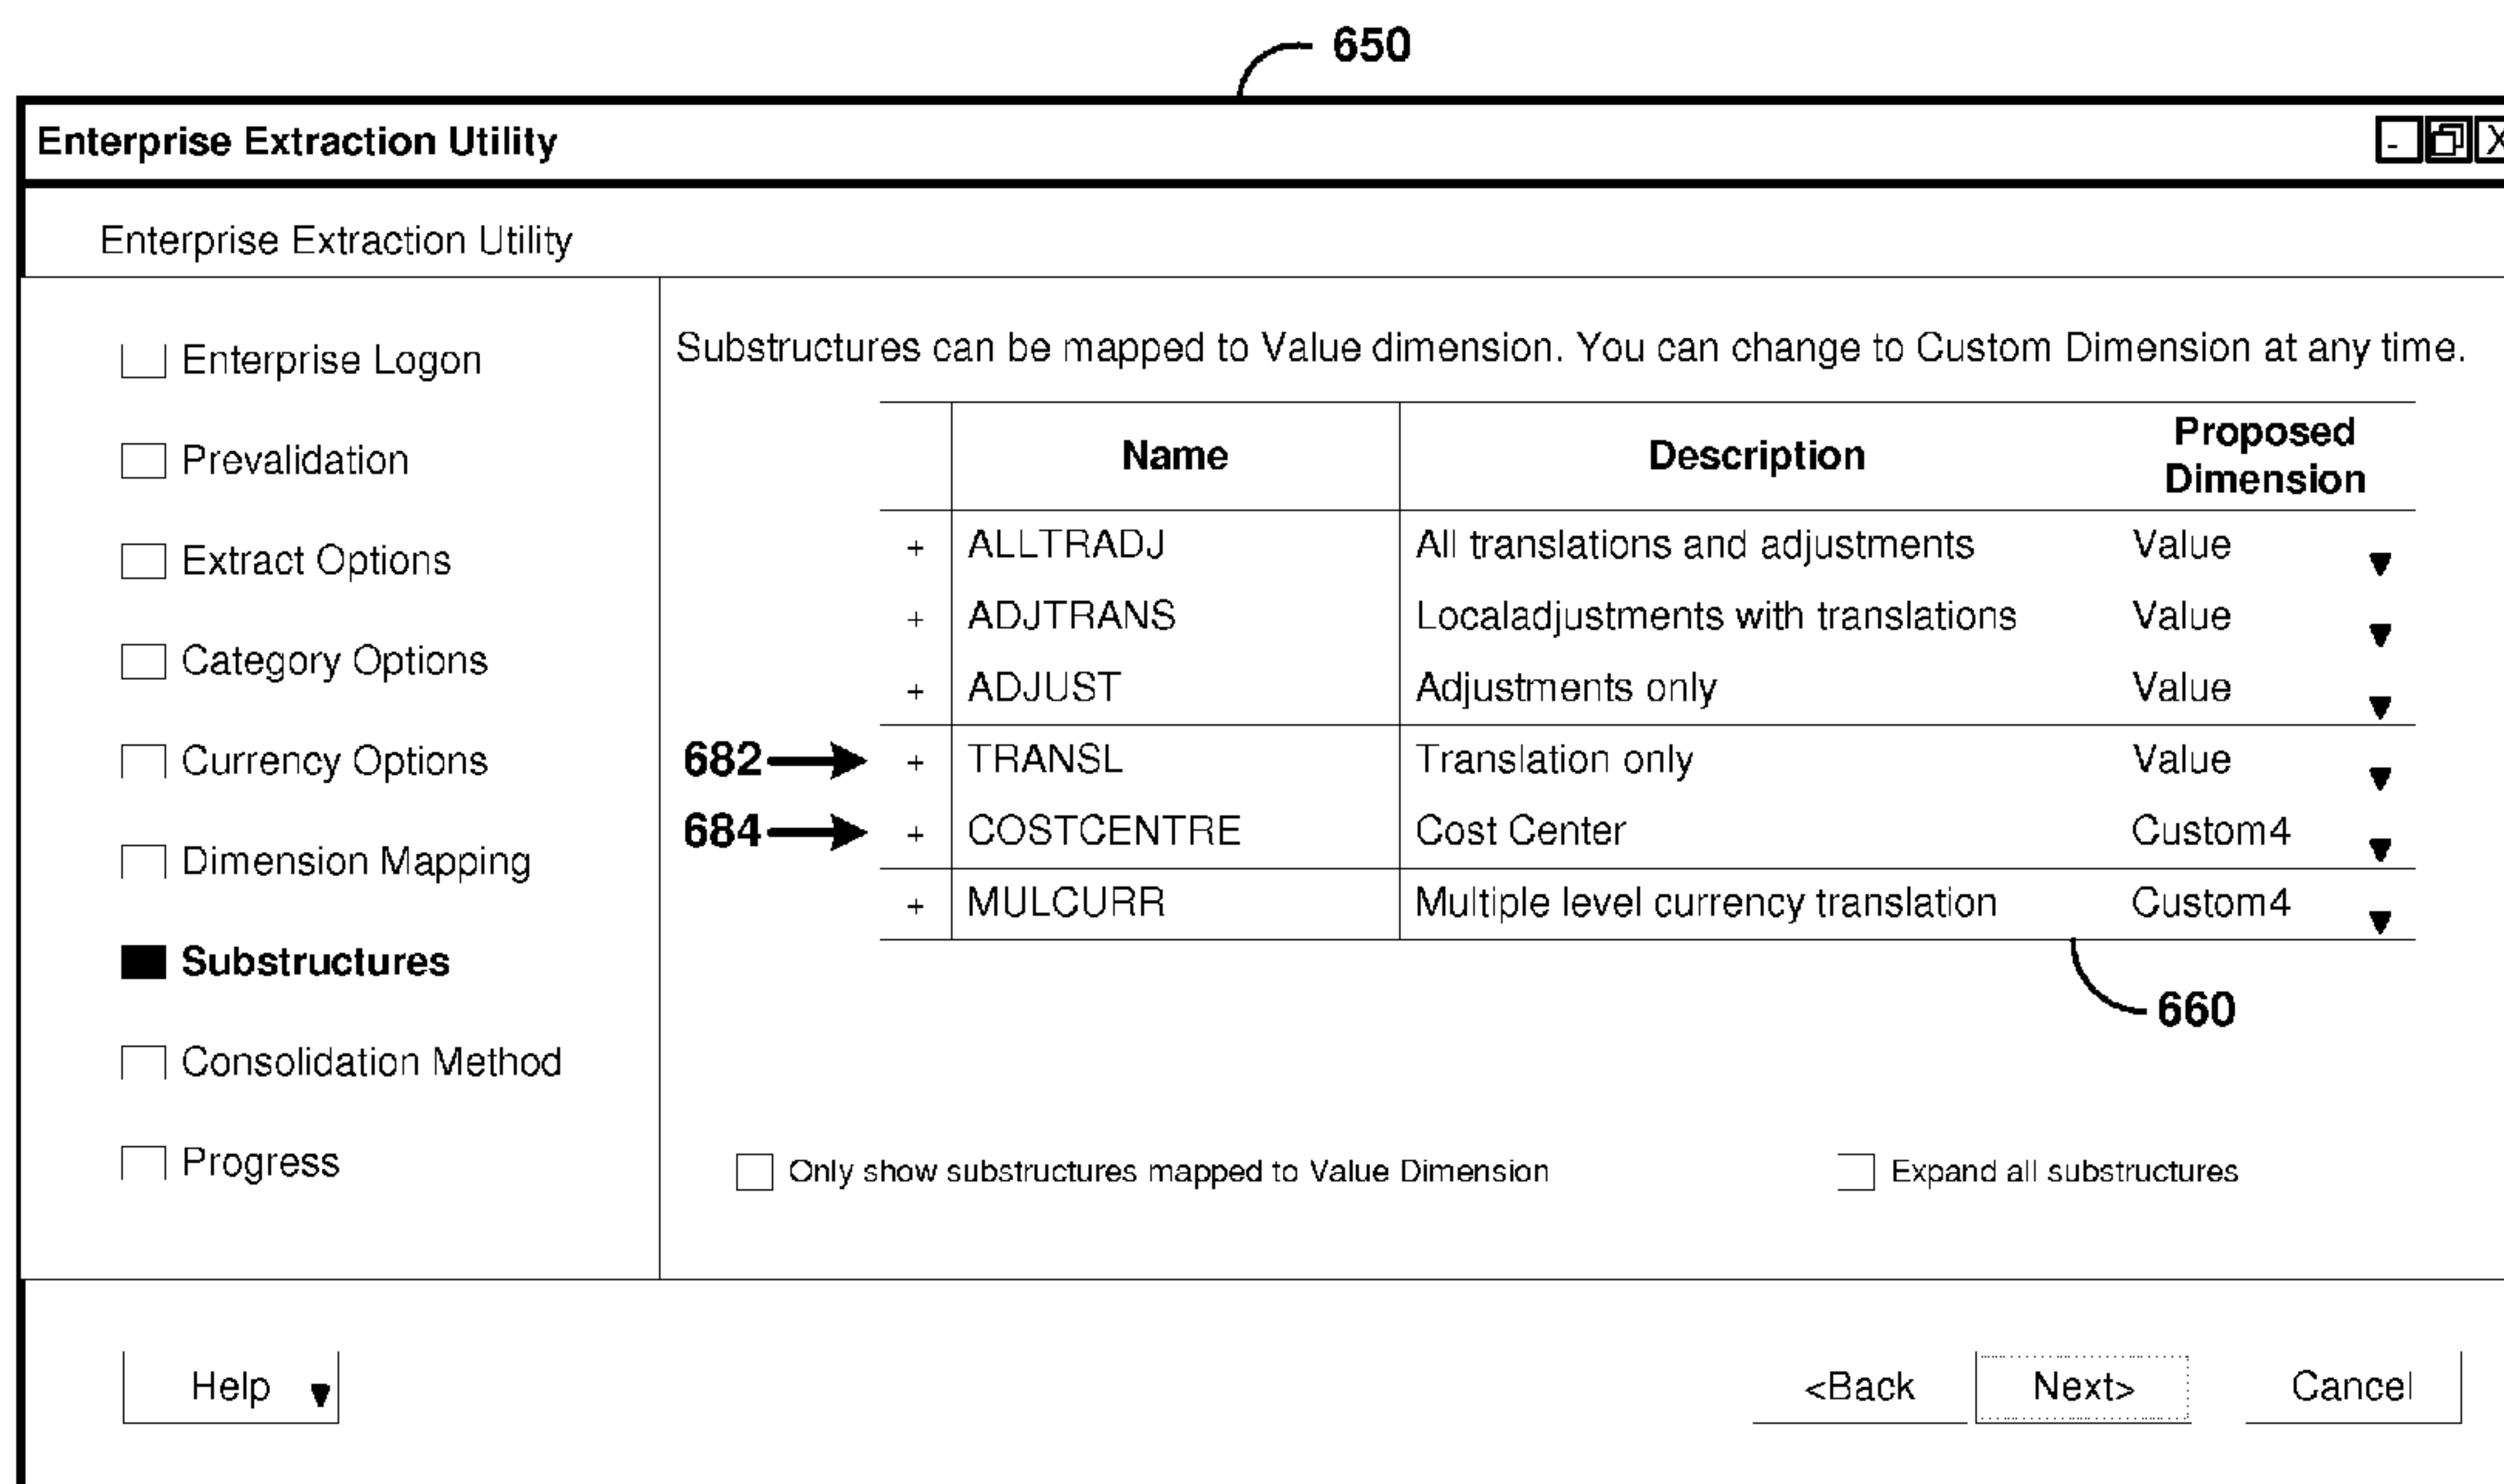 650
Enterprise Extraction Utility - X
Enterprise Extraction Utility
Enterprise Logon
Prevalidation
Extract Options
Category Options
Currency Options
Dimension Mapping
Substructures
Consolidation Method
Progress
Substructures can be mapped to Value dimension. You can change to Custom Dimension at any time.
Name Description Proposed Dimension
+ ALLTRADJ All translations and adjustments Value
+ ADJTRANS Localadjustments with translations Value
+ ADJUST Adjustments only Value
682 + TRANSL Translation only Value
684 + COSTCENTRE Cost Center Custom4
+ MULCURR Multiple level currency translation Custom4
660
Only show substructures mapped to Value Dimension Expand all substructures
Help <Back Next> Cancel